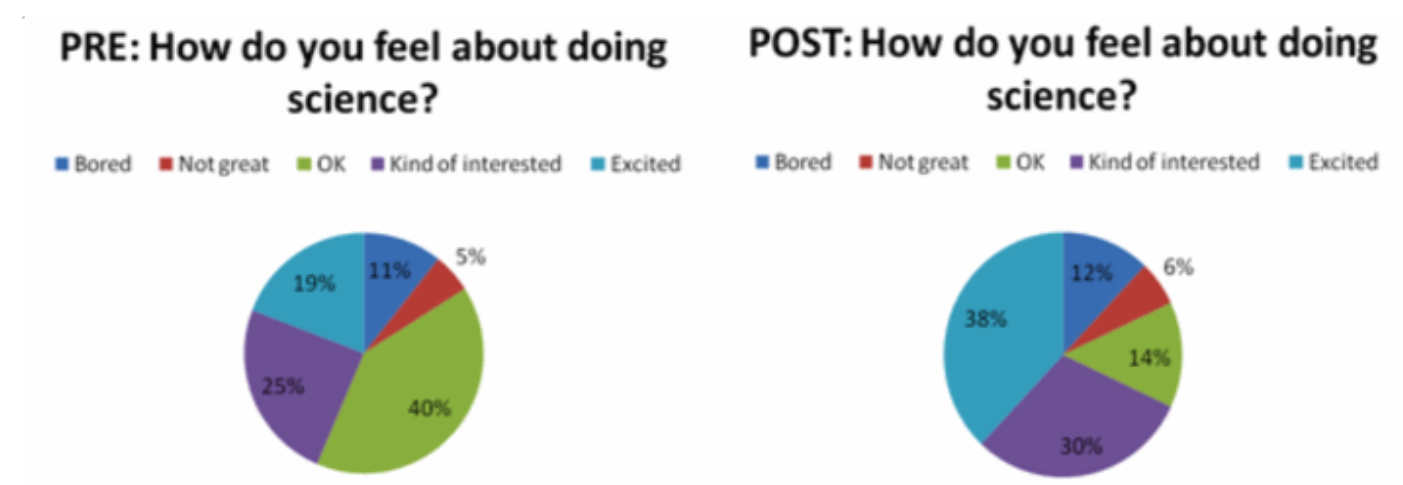 PRE: How do you feel about doing
science?
Bored Not great OK Kind of interested Excited
11%
5%
40%
25%
19%
POST: How do you feel about doing
science?
Bored Not great OK Kind of interested Excited
12%
6%
14%
30%
38%